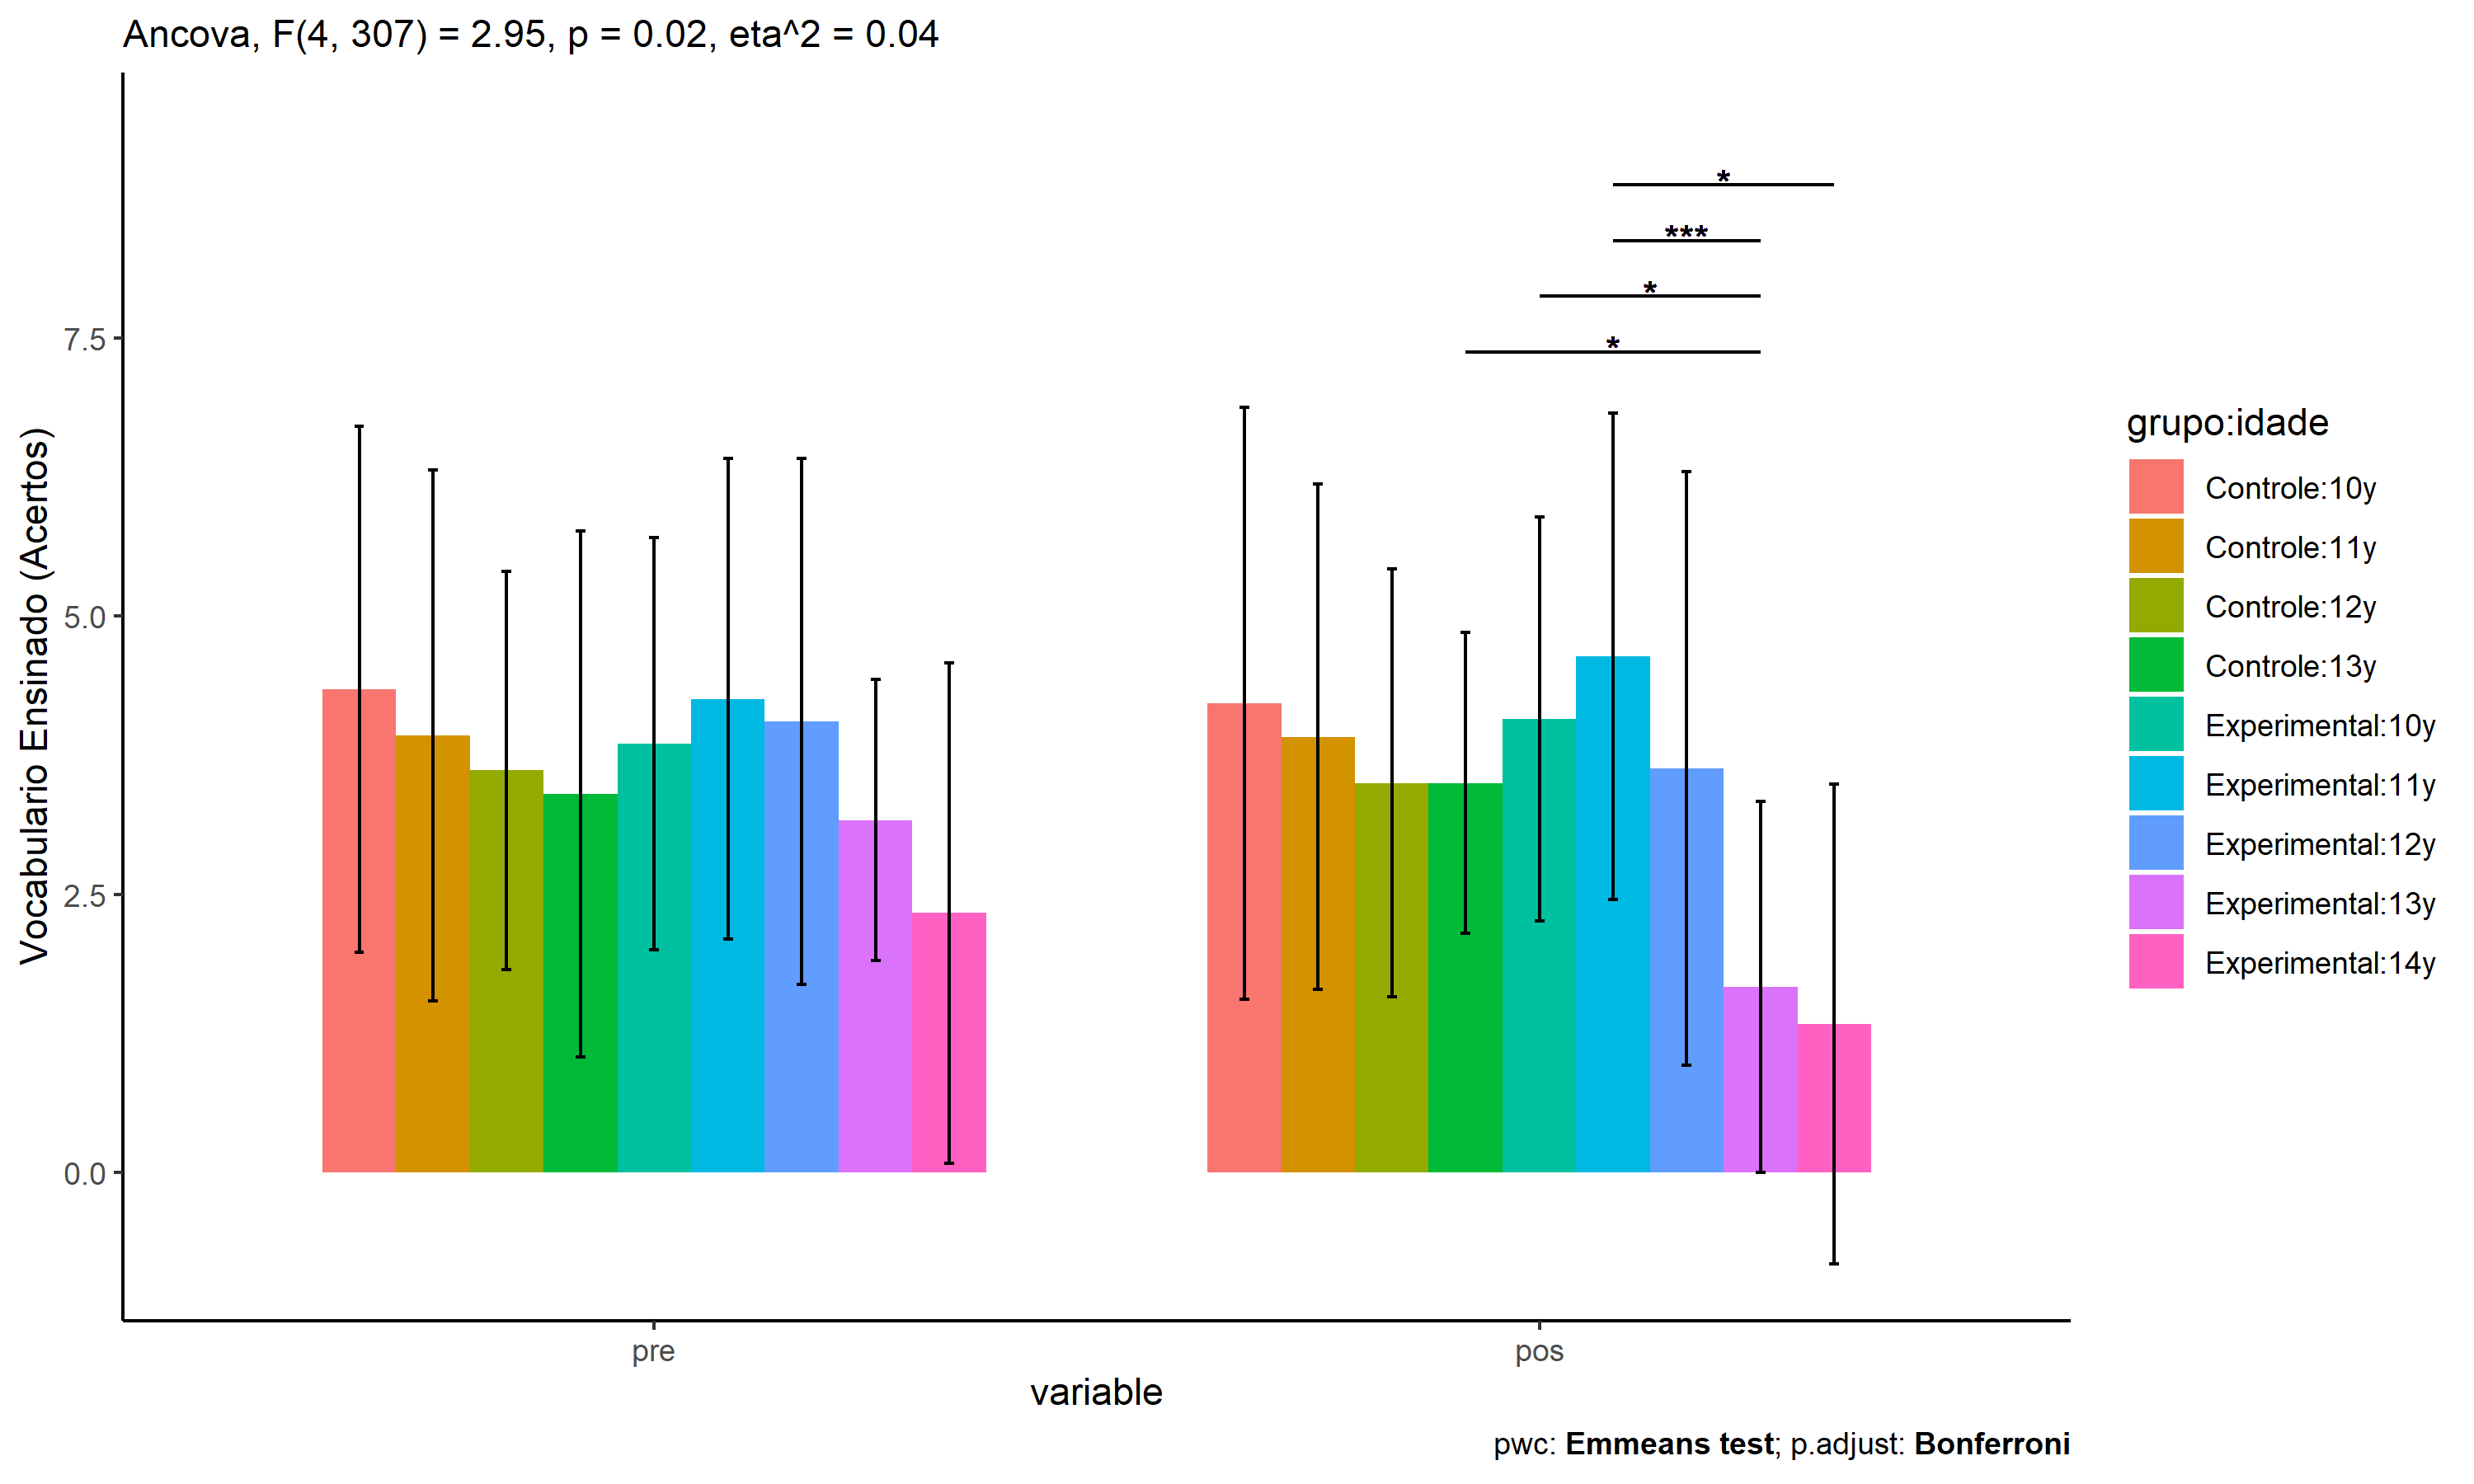 Ancova, F(4, 307) = 2.95, p = 0.02, eta^2 = 0.04
*
***
*
*
7.5
5.0
2.5
0.0
Vocabulario Ensinado (Acertos)
pre
pos
variable
grupo:idade
Controle:10y
Controle:11y
Controle:12y
Controle:13y
Experimental:10y
Experimental:11y
Experimental:12y
Experimental:13y
Experimental:14y
pwc: Emmeans test; p.adjust: Bonferroni